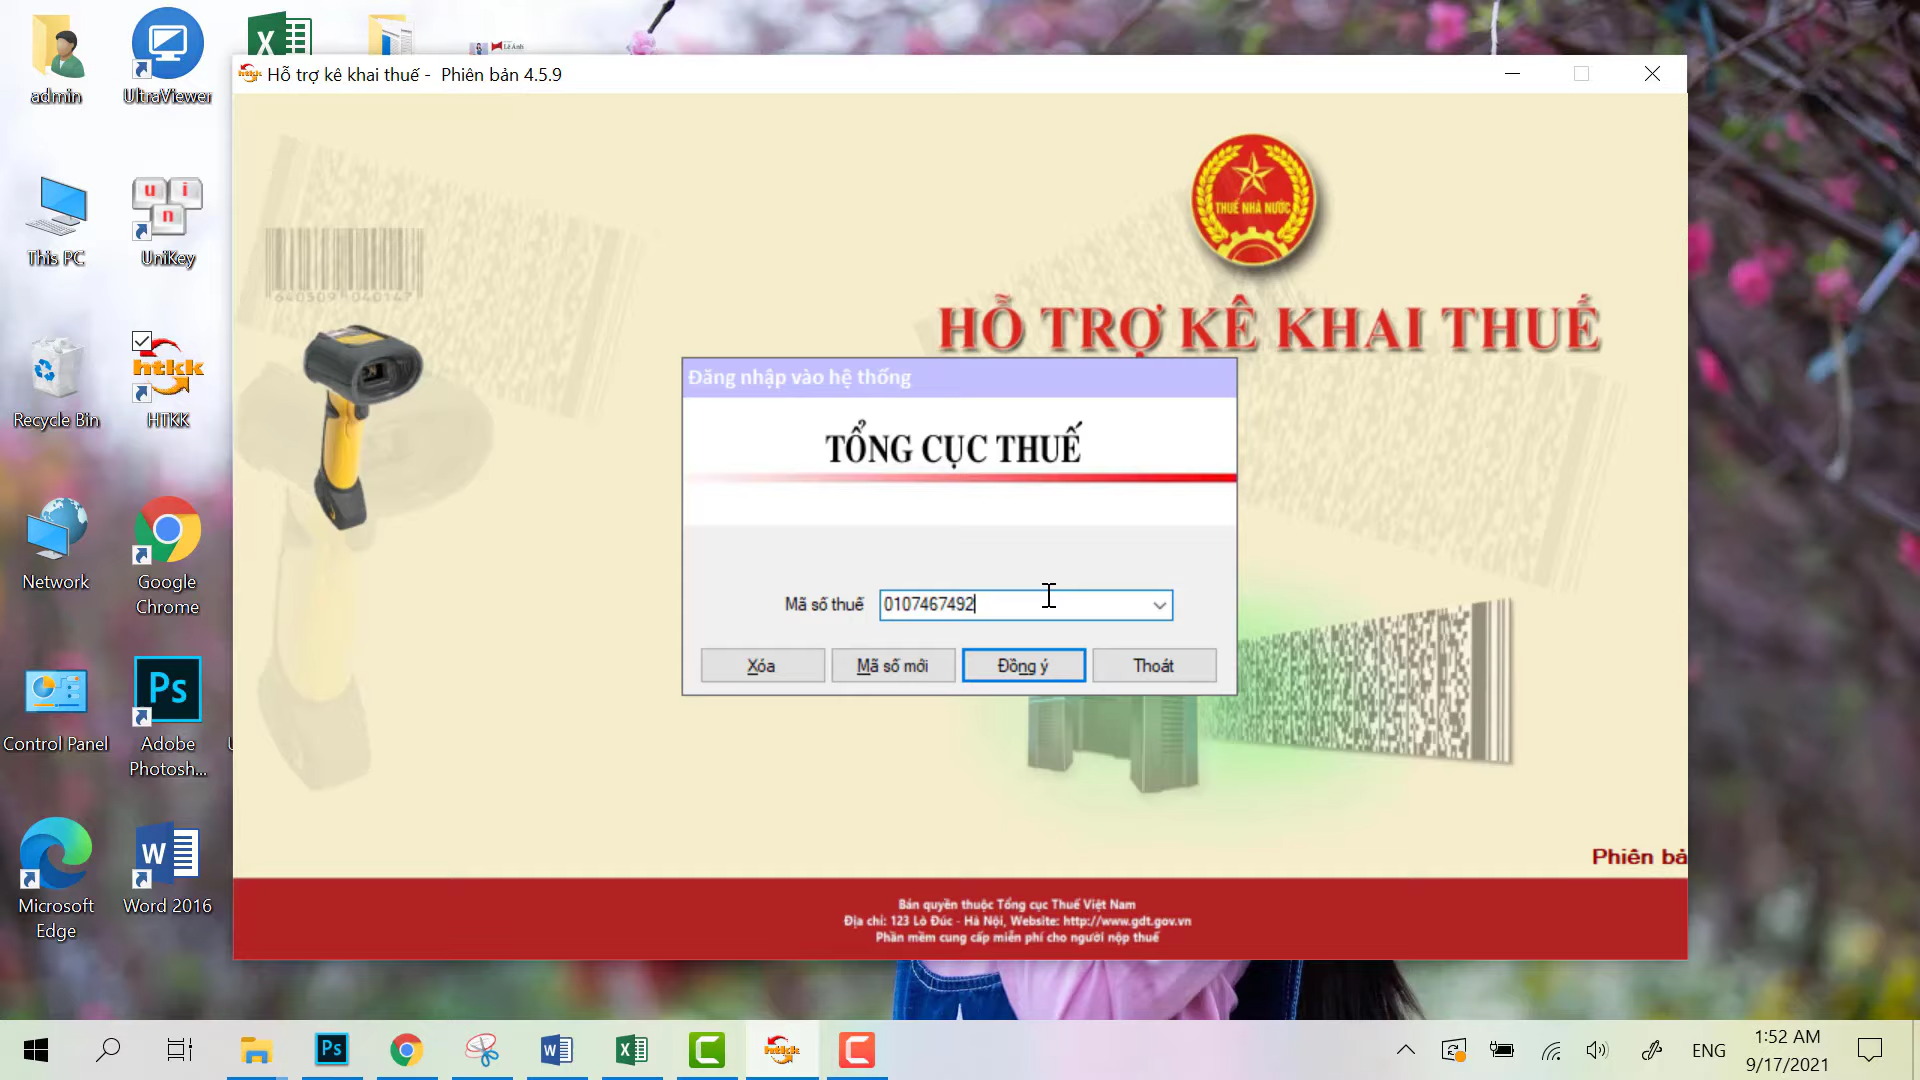 admin
UltraViewer
This PC
UniKey
Recycle Bin
HTKK
Network
Google
Chrome
Control Panel
Adobe
Photosh...
Microsoft
Edge
Word 2016
Lê Ánh
Hỗ trợ kê khai thuế - Phiên bản 4.5.9
640509 040147
THUẾ NHÀ NƯỚC
HỖ TRỢ KÊ KHAI THUẾ
Đăng nhập vào hệ thống
TỔNG CỤC THUẾ
Mã số thuế
0107467492
Xóa
Mã số mới
Đồng ý
Thoát
Phiên bả
Bản quyền thuộc Tổng cục Thuế Việt Nam
Địa chỉ: 123 Lò Đúc - Hà Nội, Website: http://www.gdt.gov.vn
Phần mềm cung cấp miễn phí cho người nộp thuế
ENG
1:52 AM
9/17/2021